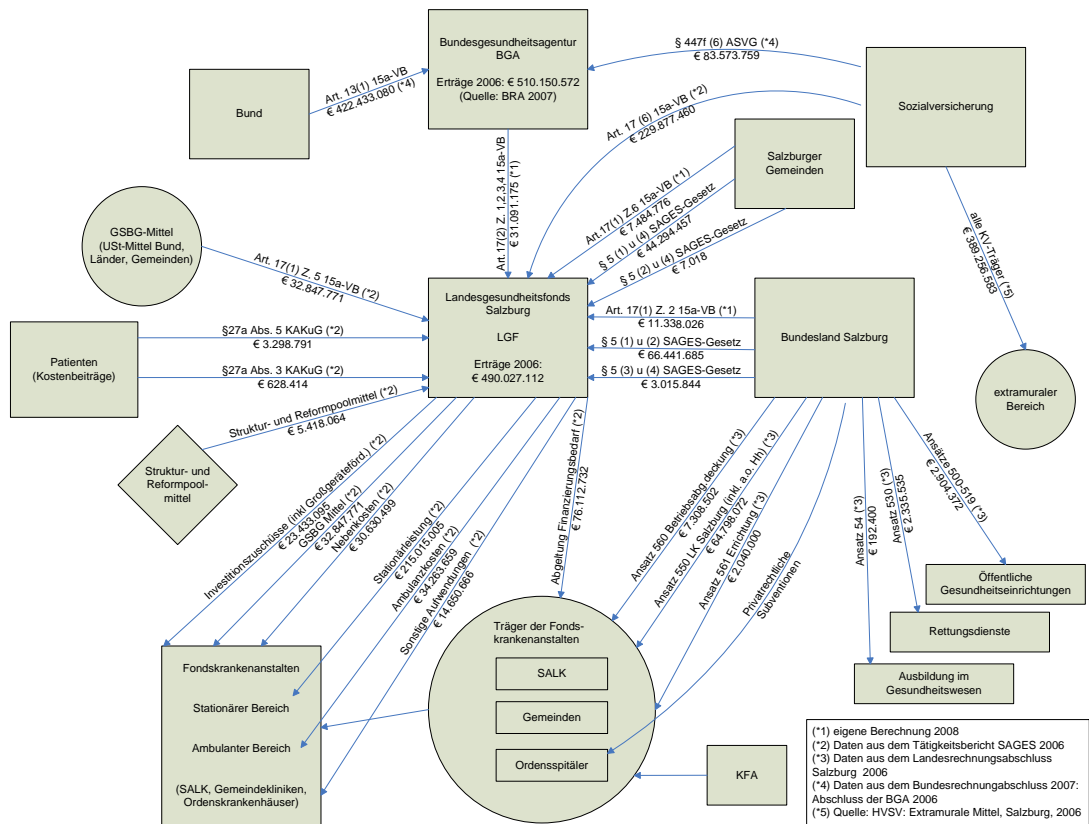 Bundesgesundheitsagentur
BGA
Erträge 2006: € 510.150.572
(Quelle: BRA 2007)
§ 447f (6) ASVG (*4)
€ 83.573.759
Art. 13(1) 15a-VB
€ 422.433.080 (*4)
Bund
Art. 17 (6) 15a-VB (*2)
€ 229.877.460
Sozialversicherung
Salzburger
Gemeinden
Art.17(2) Z. 1,2,3,4 15a-VB
€ 31.091.175 (*1)
Art.17(1) Z.6 15a-VB (*1)
€ 7.484.776
§ 5 (1) u (4) SAGES-Gesetz
€ 44.294.457
§ 5 (2) u (4) SAGES-Gesetz
€ 7.018
alle KV-Träger (*5)
€ 389.256.583
GSBG-Mittel
(USt-Mittel Bund,
Länder, Gemeinden)
Art. 17(1) Z. 5 15a-VB (*2)
€ 32.847.771
Landesgesundheitsfonds
Salzburg
LGF
Erträge 2006:
€ 490.027.112
Art. 17(1) Z. 2 15a-VB (*1)
€ 11.338.026
§ 5 (1) u (2) SAGES-Gesetz
€ 66.441.685
§ 5 (3) u (4) SAGES-Gesetz
€ 3.015.844
Bundesland Salzburg
Patienten
(Kostenbeiträge)
§27a Abs. 5 KAKuG (*2)
€ 3.298.791
§27a Abs. 3 KAKuG (*2)
€ 628.414
extramuraler
Bereich
Struktur- und Reformpoolmittel (*2)
€ 5.418.064
Struktur- und
Reformpool-
mittel
Investitionszuschüsse (inkl Großgeräteförd.) (*2)
€ 23.433.095
GSBG Mittel (*2)
€ 32.847.771
Nebenkosten (*2)
€ 30.630.499
Stationärleistung (*2)
€ 215.015.005
Ambulanzkosten (*2)
€ 34.263.659
Sonstige Aufwendungen (*2)
€ 14.650.666
Abgeltung Finanzierungsbedarf (*2)
€ 76.112.732
Ansatz 560 Betriebsabg deckung (*3)
€ 7.308.502
Ansatz 550 LK Salzburg (inkl. a.o. Hh) (*3)
€ 64.798.072
Ansatz 561 Errichtung (*3)
€ 2.040.000
Privatrechtliche
Subventionen
Ansatz 54 (*3)
€ 192.400
Ansatz 530 (*3)
€ 2.335.535
Ansätze 500-519 (*3)
€ 2.904.372
Öffentliche
Gesundheitseinrichtungen
Rettungsdienste
Ausbildung im
Gesundheitswesen
Träger der Fonds-
krankenanstalten
SALK
Gemeinden
Ordensspitäler
Fondskrankenanstalten
Stationärer Bereich
Ambulanter Bereich
(SALK, Gemeindekliniken,
Ordenskrankenhäuser)
KFA
(*1) eigene Berechnung 2008
(*2) Daten aus dem Tätigkeitsbericht SAGES 2006
(*3) Daten aus dem Landesrechnungsabschluss
Salzburg 2006
(*4) Daten aus dem Bundesrechnungabschluss 2007:
Abschluss der BGA 2006
(*5) Quelle: HVSV: Extramurale Mittel, Salzburg, 2006